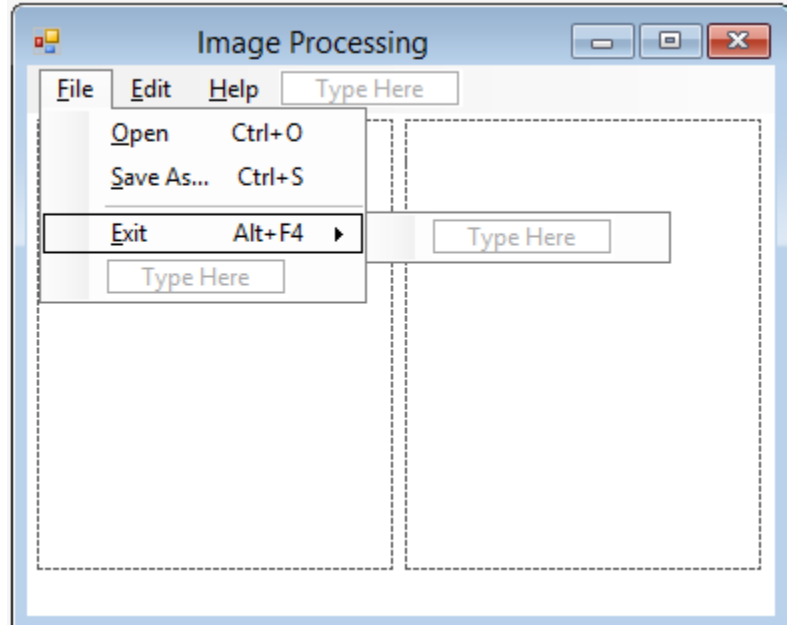 Image Processing
File Edit Help Type Here
Open Ctrl+O
Save As... Ctrl+S
Exit Alt+F4 Type Here
Type Here